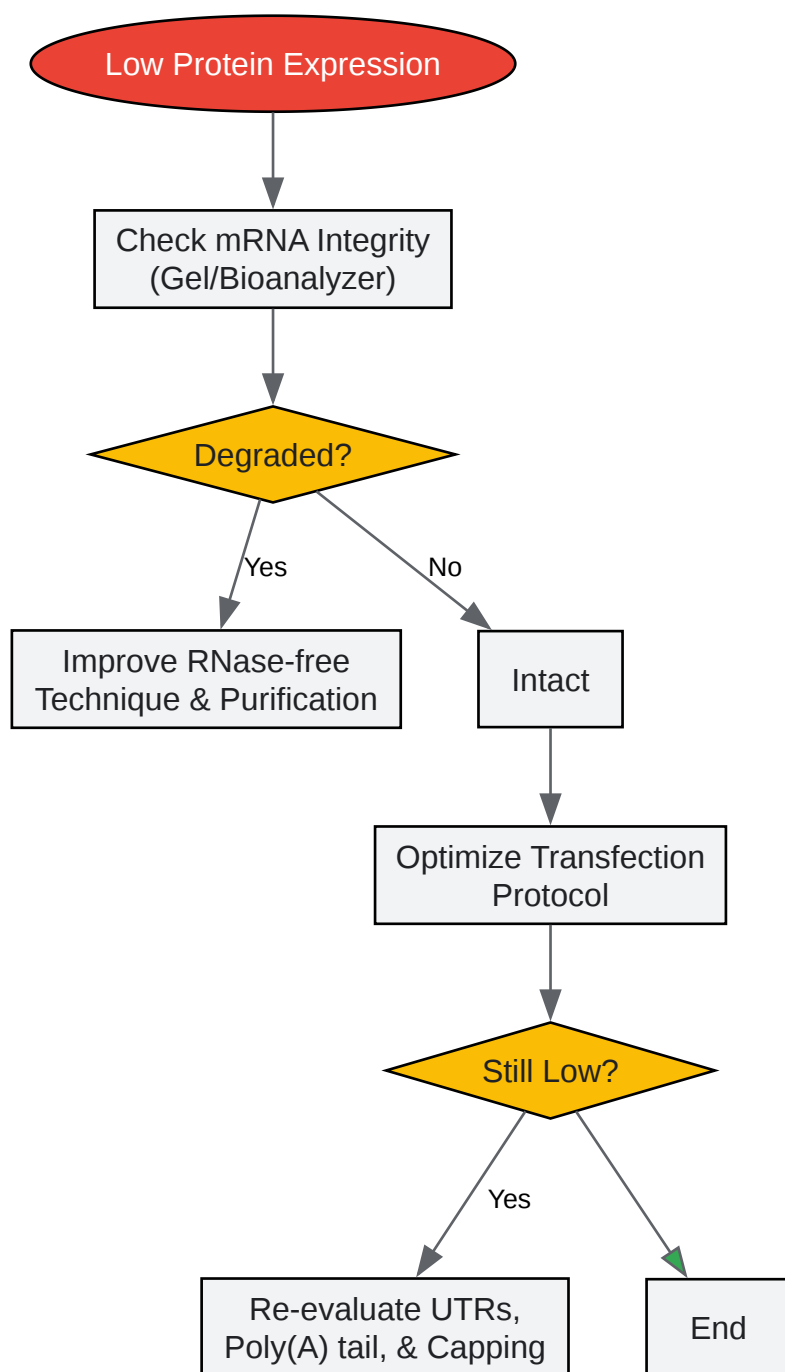 Low Protein Expression
Check mRNA Integrity
(Gel/Bioanalyzer)
Degraded?
Yes
No
Improve RNase-free
Technique & Purification
Intact
Optimize Transfection
Protocol
Still Low?
Yes
Re-evaluate UTRs,
Poly(A) tail, & Capping
End